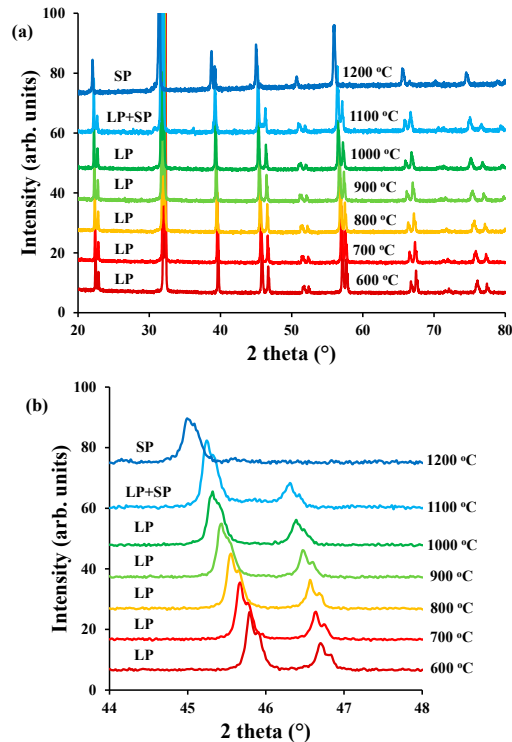 (a)
100
80
60
40
20
0
Intensity (arb. units)
SP
1200 °C
LP+SP
1100 °C
LP
1000 °C
LP
900 °C
LP
800 °C
LP
700 °C
LP
600 °C
20 30 40 50 60 70 80
2 theta (°)
(b)
100
80
60
40
20
0
Intensity (arb. units)
SP
1200 °C
LP+SP
1100 °C
LP
1000 °C
LP
900 °C
LP
800 °C
LP
700 °C
LP
600 °C
44 45 46 47 48
2 theta (°)